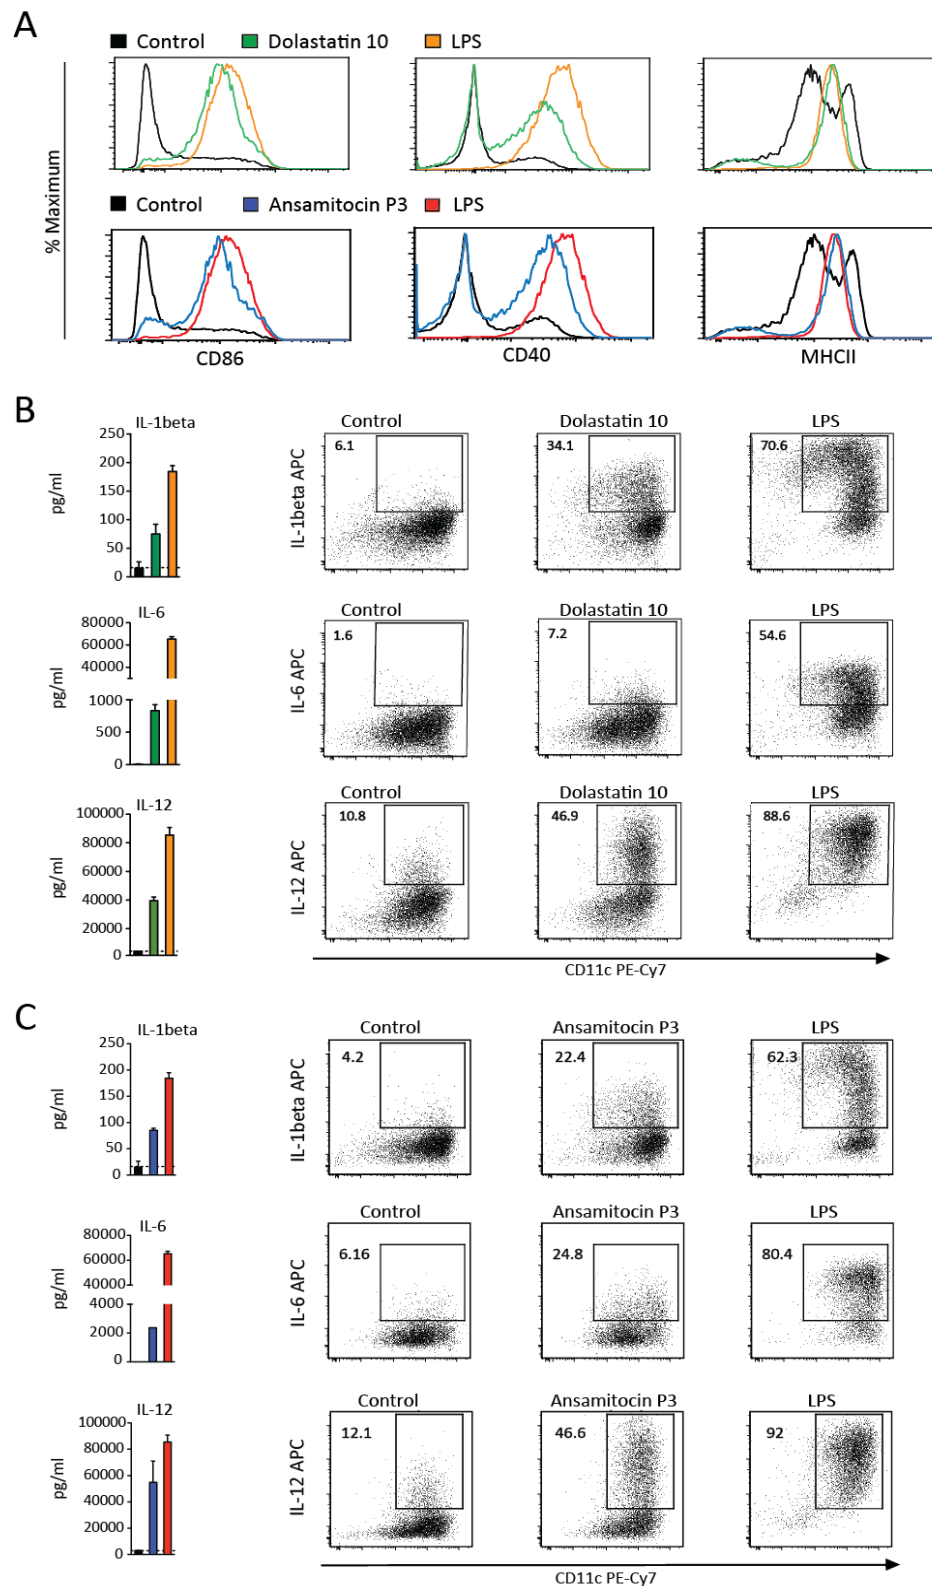 A
Control Dolastatin 10 LPS
% Maximum
Control Ansamitocin P3 LPS
CD86 CD40 MHCII
B
IL-1beta
250
200
150
100
50
0
pg/ml
Control Dolastatin 10 LPS
IL-1beta APC
6.1 34.1 70.6
IL-6
80000
60000
40000
1000
500
0
pg/ml
Control Dolastatin 10 LPS
IL-6 APC
1.6 7.2 54.6
IL-12
100000
80000
60000
40000
20000
0
pg/ml
Control Dolastatin 10 LPS
IL-12 APC
10.8 46.9 88.6
CD11c PE-Cy7
C
IL-1beta
250
200
150
100
50
0
pg/ml
Control Ansamitocin P3 LPS
IL-1beta APC
4.2 22.4 62.3
IL-6
80000
60000
40000
4000
2000
0
pg/ml
Control Ansamitocin P3 LPS
IL-6 APC
6.16 24.8 80.4
IL-12
100000
80000
60000
40000
20000
0
pg/ml
Control Ansamitocin P3 LPS
IL-12 APC
12.1 46.6 92
CD11c PE-Cy7